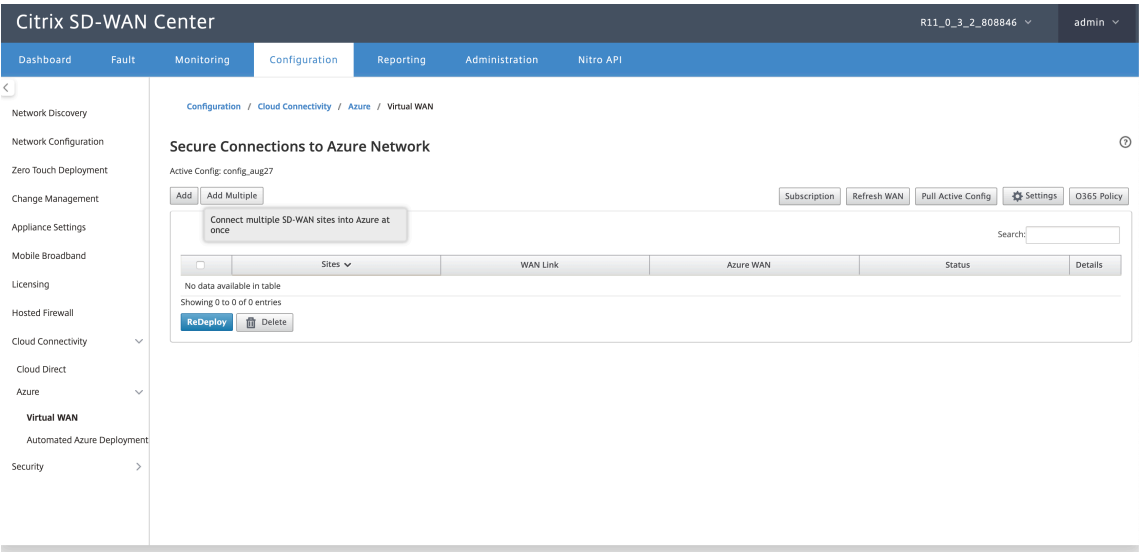 Citrix SD-WAN Center
R11_0_3_2_808846
admin
Dashboard Fault Monitoring Configuration Reporting Administration Nitro API
Network Discovery
Network Configuration
Zero Touch Deployment
Change Management
Appliance Settings
Mobile Broadband
Licensing
Hosted Firewall
Cloud Connectivity
Cloud Direct
Azure
Virtual WAN
Automated Azure Deployment
Security
Configuration / Cloud Connectivity / Azure / Virtual WAN
Secure Connections to Azure Network
?
Active Config: config_aug27
Add Add Multiple
Subscription Refresh WAN Pull Active Config Settings O365 Policy
Connect multiple SD-WAN sites into Azure at
once
Search:
Sites WAN Link Azure WAN Status Details
No data available in table
Showing 0 to 0 of 0 entries
ReDeploy Delete